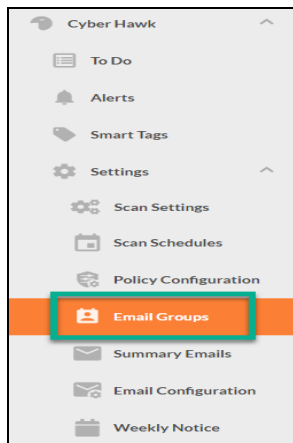 Cyber Hawk
To Do
Alerts
Smart Tags
Settings
Scan Settings
Scan Schedules
Policy Configuration
Email Groups
Summary Emails
Email Configuration
Weekly Notice